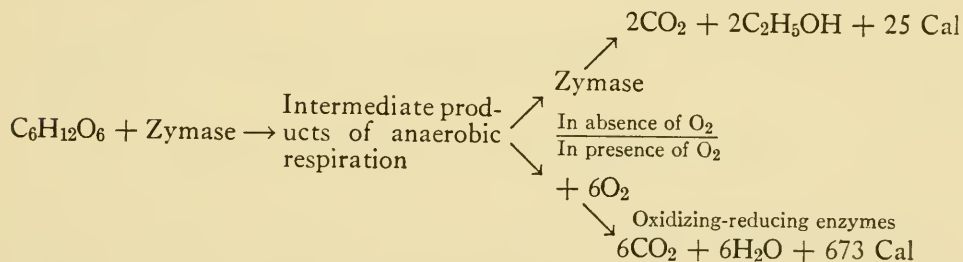 2CO₂ + 2C₂H₅OH + 25 Cal
Zymase
C₆H₁₂O₆ + Zymase → Intermediate prod-
ucts of anaerobic
respiration
In absence of O₂
In presence of O₂
+ 6O₂
Oxidizing-reducing enzymes
6CO₂ + 6H₂O + 673 Cal